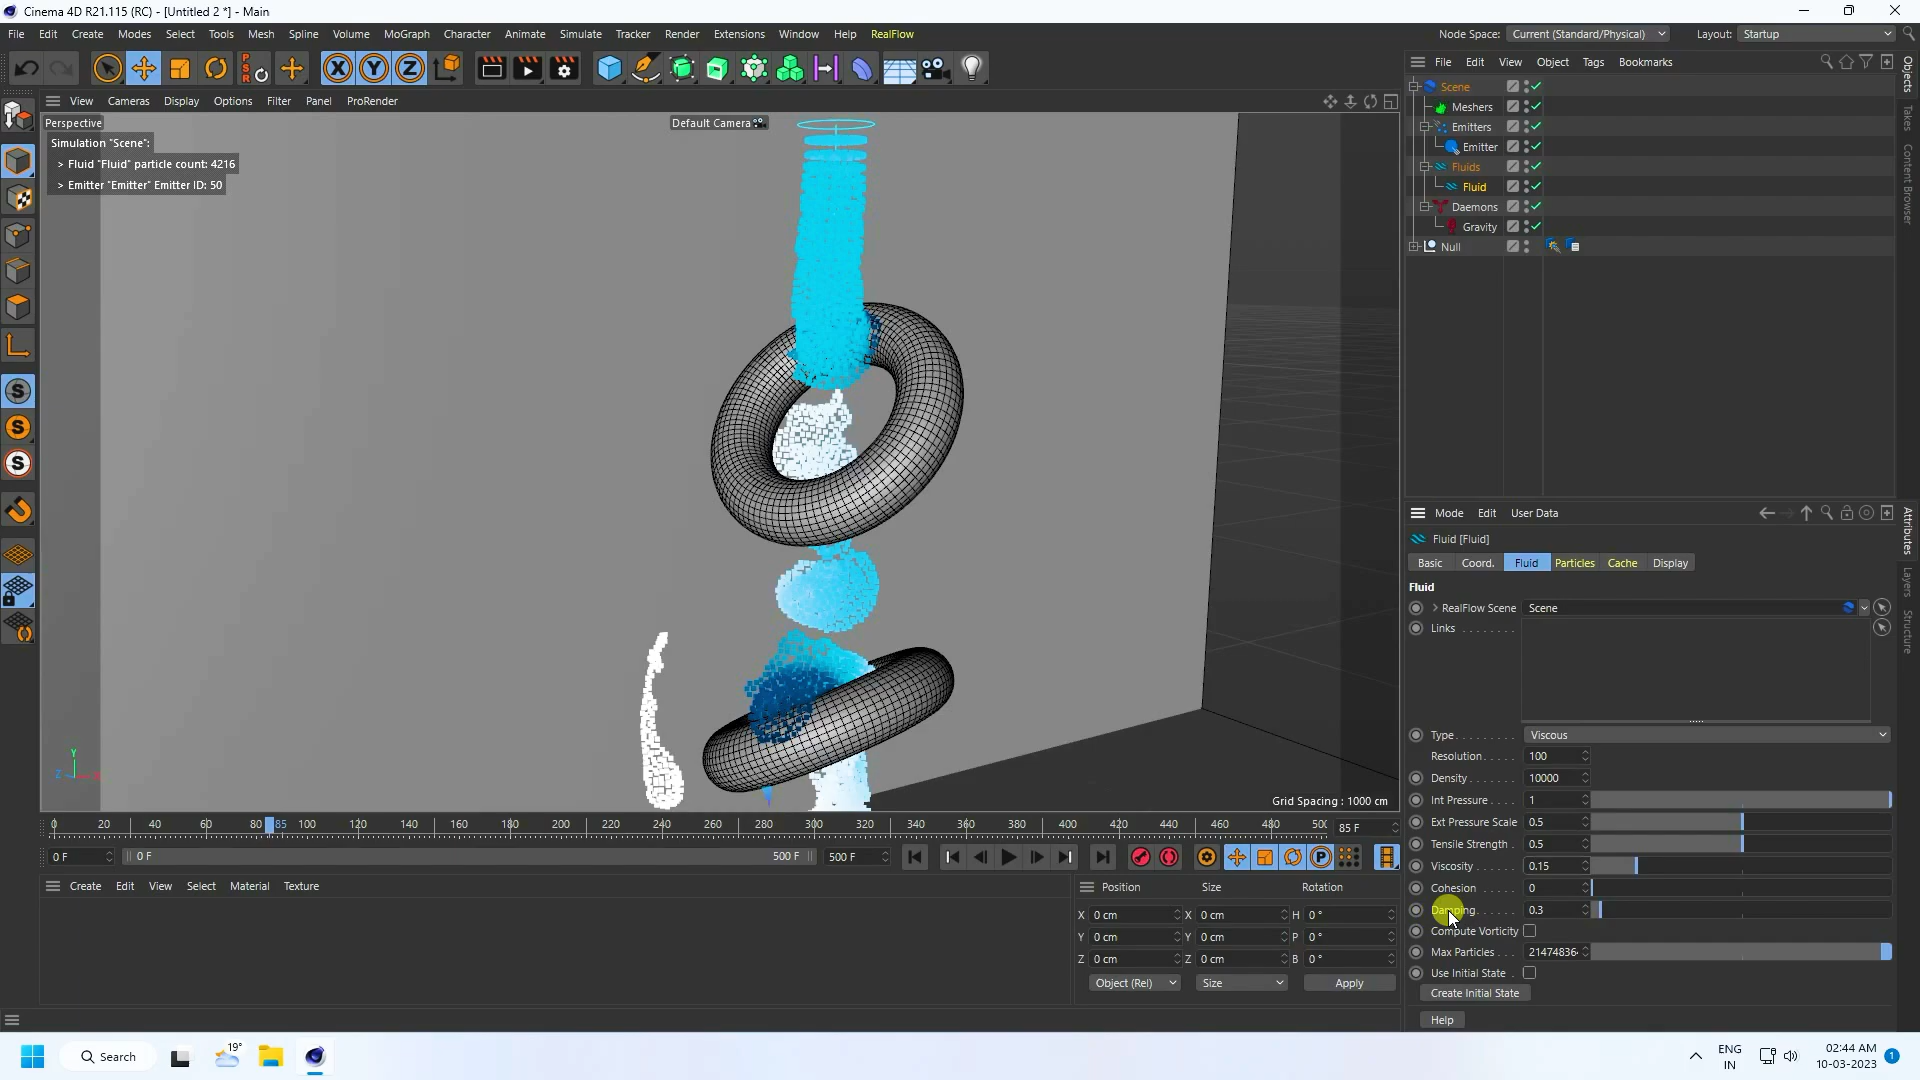 Cinema 4D R21.115 (RC) - [Untitled 2 *] - Main
File Edit Create Modes Select Tools Mesh Spline Volume MoGraph Character Animate Simulate Tracker Render Extensions Window Help RealFlow
Node Space: Current (Standard/Physical) Layout: Startup
File Edit View Object Tags Bookmarks
View Cameras Display Options Filter Panel ProRender
Perspective
Default Camera
Simulation "Scene":
> Fluid "Fluid" particle count: 4216
> Emitter "Emitter" Emitter ID: 50
Grid Spacing : 1000 cm
Scene
Meshers
Emitters
Emitter
Fluids
Fluid
Daemons
Gravity
Null
Objects
Takes
Content Browser
Mode Edit User Data
Fluid [Fluid]
Basic Coord. Fluid Particles Cache Display
Fluid
RealFlow Scene Scene
Links
Type Viscous
Resolution 100
Density 10000
Int Pressure 1
Ext Pressure Scale 0.5
Tensile Strength 0.5
Viscosity 0.15
Cohesion 0
Damping 0.3
Compute Vorticity
Max Particles 21474836
Use Initial State
Create Initial State
Help
Attributes
Layers
Structure
0 20 40 60 80 85 100 120 140 160 180 200 220 240 260 280 300 320 340 360 380 400 420 440 460 480 500 85 F
0 F 0 F 500 F 500 F
Create Edit View Select Material Texture
Position Size Rotation
X 0 cm X 0 cm H 0 °
Y 0 cm Y 0 cm P 0 °
Z 0 cm Z 0 cm B 0 °
Object (Rel) Size Apply
Search
19°
ENG
IN
02:44 AM
10-03-2023
1